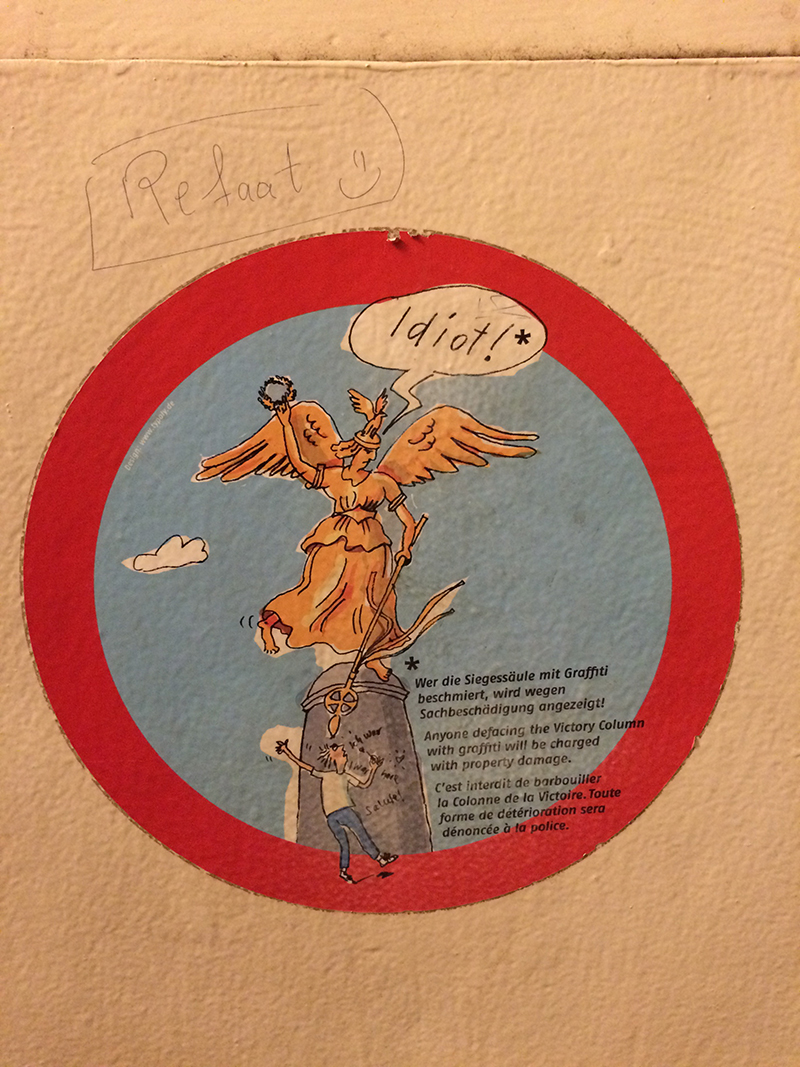 Refaat
Idiot!*
*
Wer die Siegessäule mit Graffiti
beschmiert, wird wegen
Sachbeschädigung angezeigt!
Anyone defacing the Victory Column
with graffiti will be charged
with property damage.
C'est interdit de barbouiller
la Colonne de la Victoire. Toute
forme de détérioration sera
dénoncée à la police.
Ich war